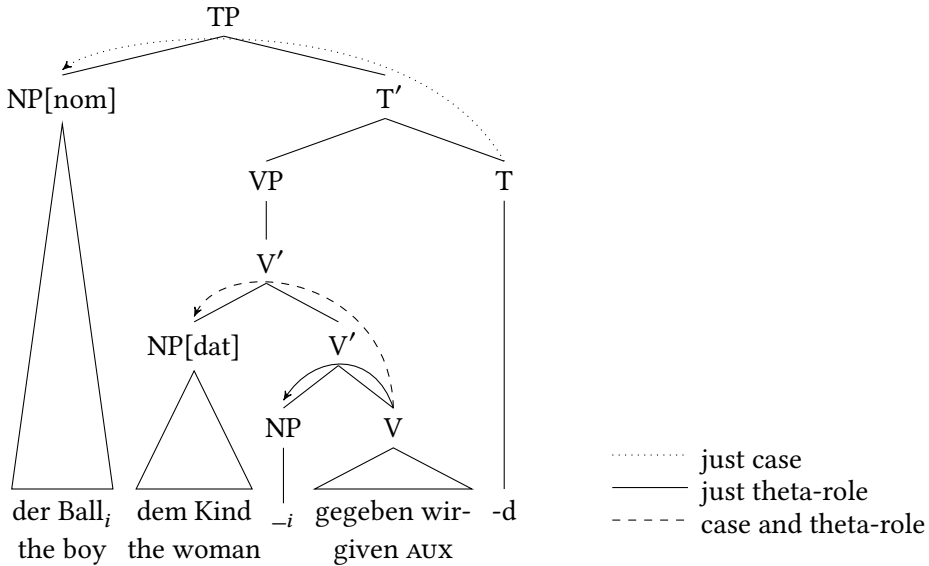 TP
NP[nom]
T′
VP
T
V′
NP[dat]
V′
NP
V
der Ball_i dem Kind _i gegeben wir- -d
the boy the woman given AUX
just case
just theta-role
case and theta-role